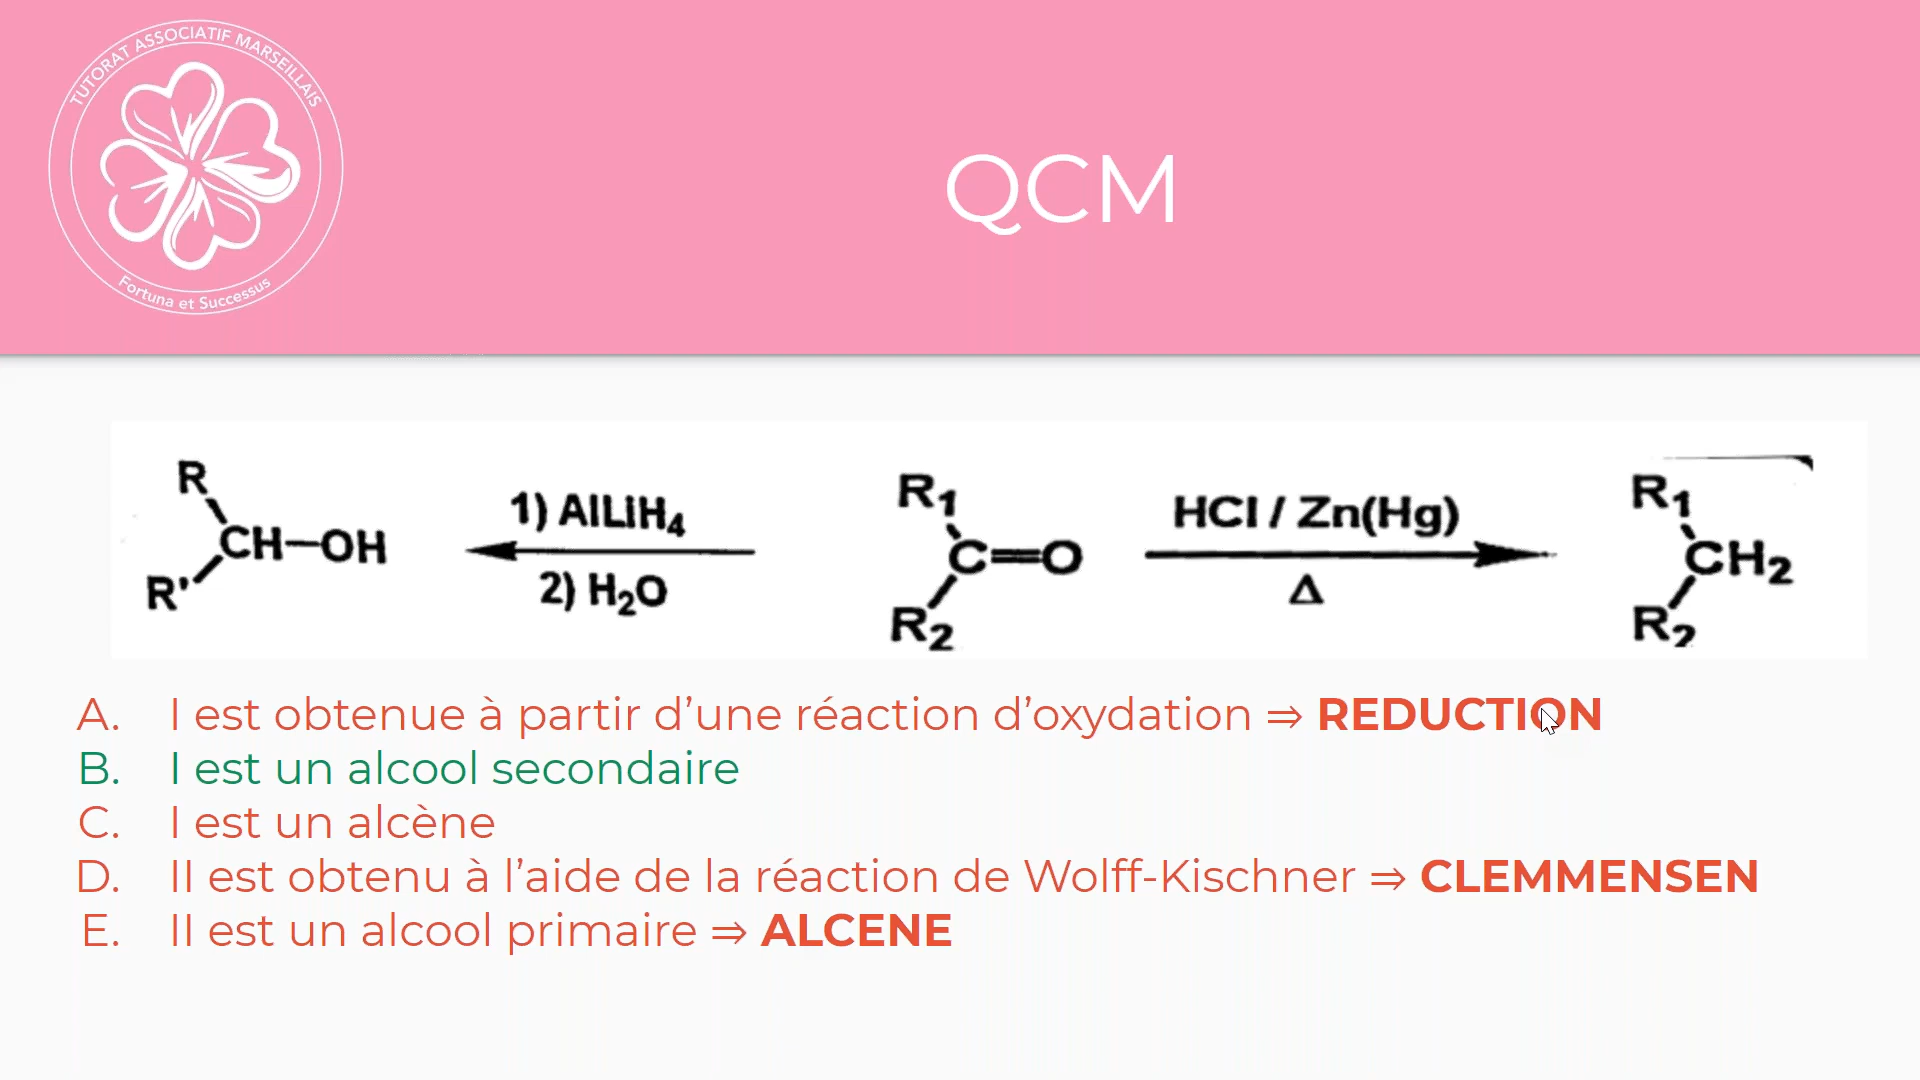 TUTORAT ASSOCIATIF MARSEILLAIS
Fortuna et Successus
QCM
R
R'
CH—OH
1) AlLiH₄
2) H₂O
R₁
R₂
C=O
HCl / Zn(Hg)
Δ
R₁
R₂
CH₂
A. I est obtenue à partir d’une réaction d’oxydation ⇒ REDUCTION
B. I est un alcool secondaire
C. I est un alcène
D. II est obtenu à l’aide de la réaction de Wolff-Kischner ⇒ CLEMMENSEN
E. II est un alcool primaire ⇒ ALCENE